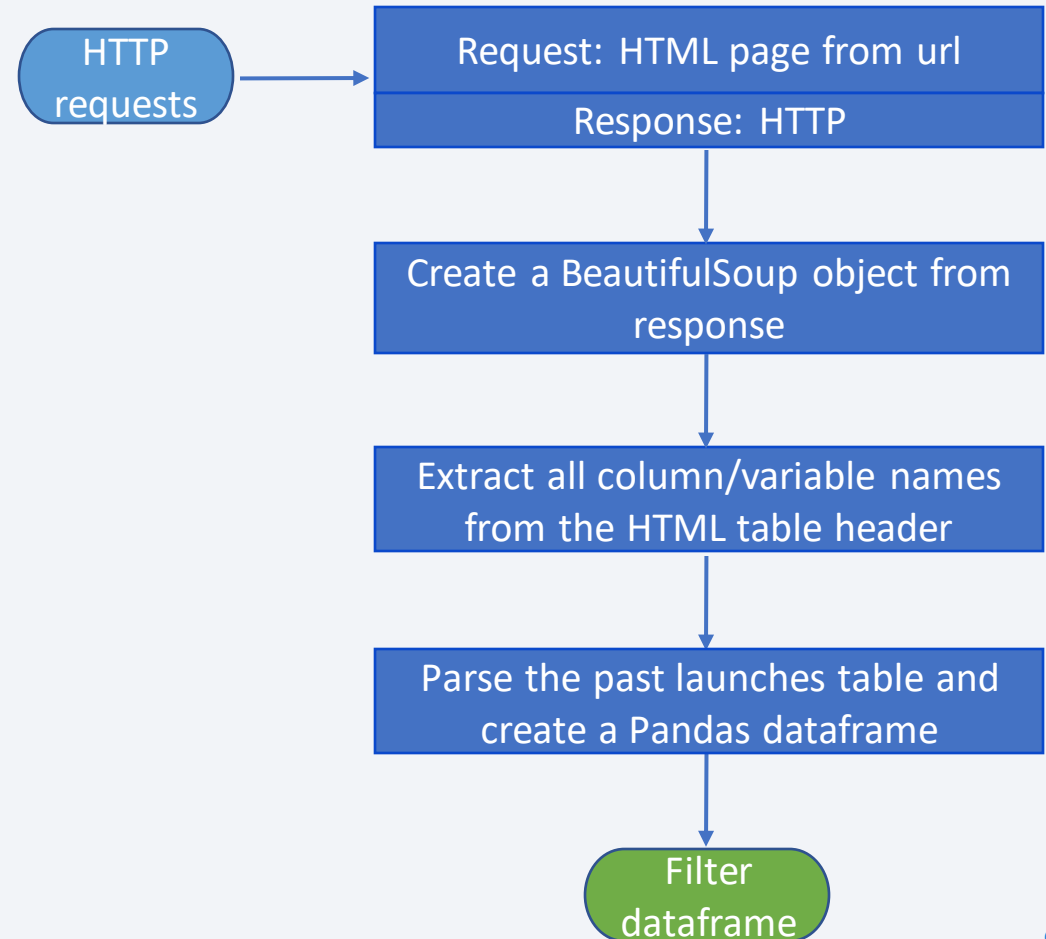 HTTP
requests
Request: HTML page from url
Response: HTTP
Create a BeautifulSoup object from
response
Extract all column/variable names
from the HTML table header
Parse the past launches table and
create a Pandas dataframe
Filter
dataframe